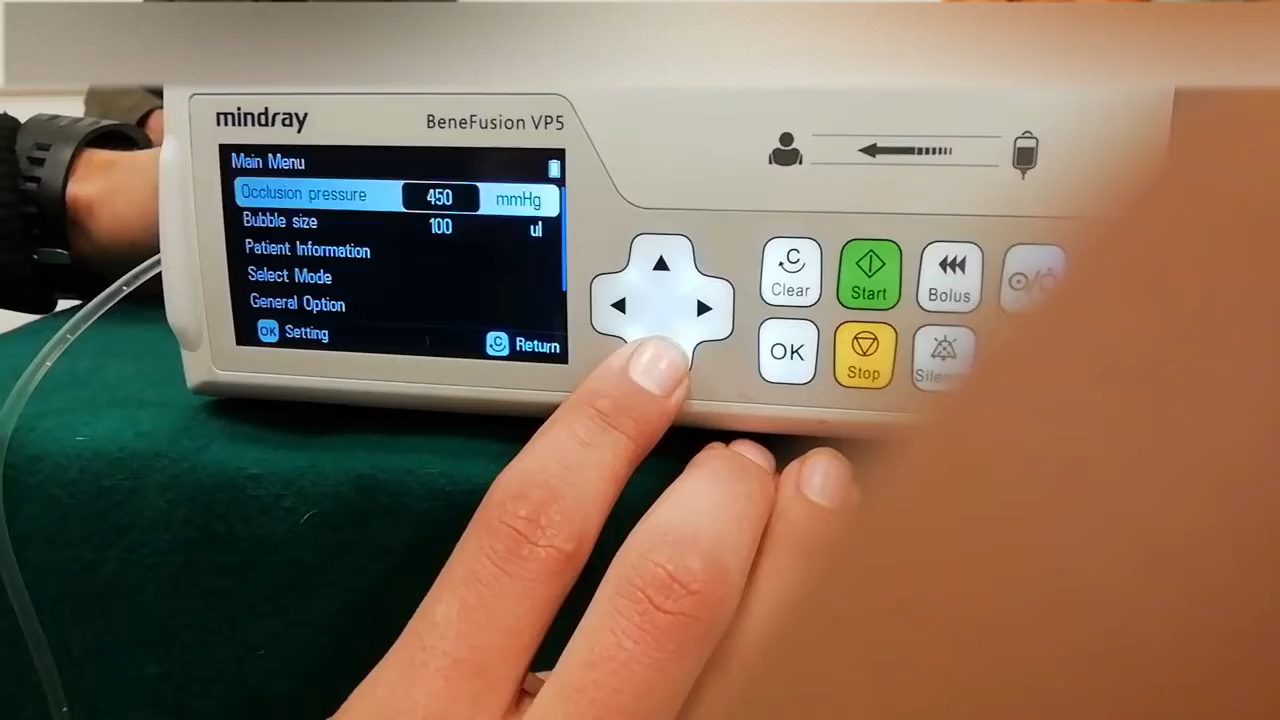 mindray
BeneFusion VP5
Main Menu
Occlusion pressure 450 mmHg
Bubble size 100 ul
Patient Information
Select Mode
General Option
OK Setting
C Return
C
Clear
Start
Bolus
OK
Stop